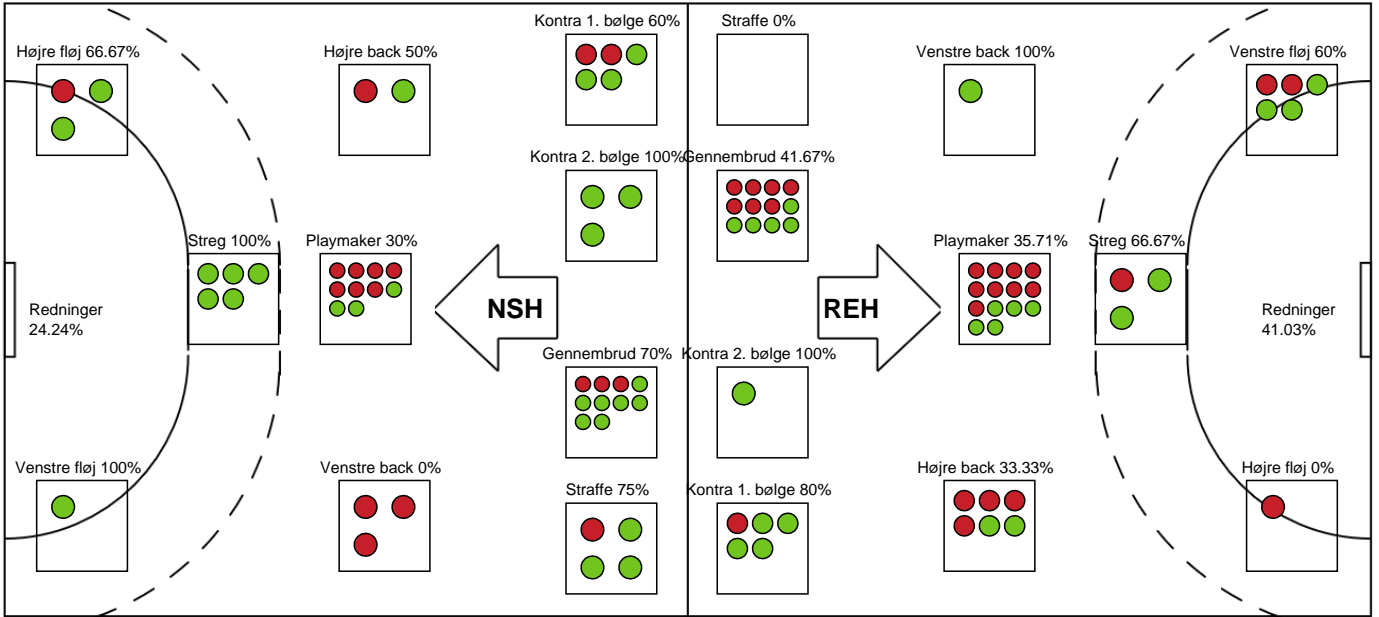 Kontra 1. bølge 60%
Straffe 0%
Højre fløj 66.67%
Højre back 50%
Venstre back 100%
Venstre fløj 60%
Kontra 2. bølge 100%
Gennembrud 41.67%
Streg 100%
Playmaker 30%
Playmaker 35.71%
Streg 66.67%
Redninger
24.24%
NSH
REH
Redninger
41.03%
Gennembrud 70%
Kontra 2. bølge 100%
Venstre fløj 100%
Venstre back 0%
Straffe 75%
Kontra 1. bølge 80%
Højre back 33.33%
Højre fløj 0%